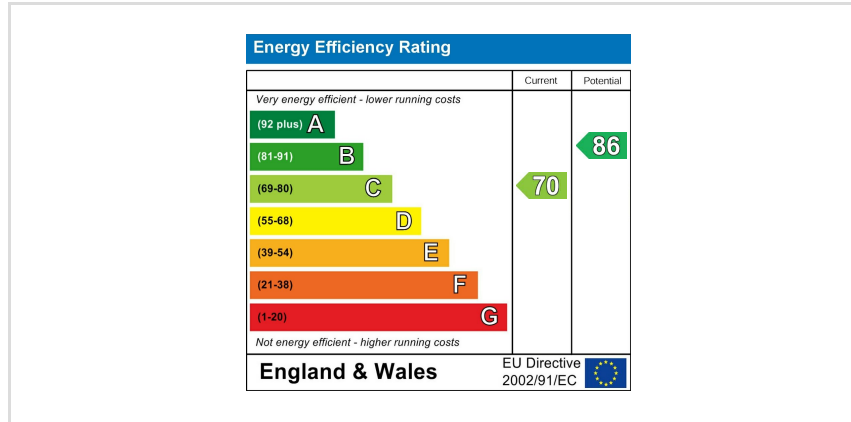 Energy Efficiency Rating
Current Potential
Very energy efficient - lower running costs
(92 plus) A
(81-91) B
86
(69-80) C
70
(55-68) D
(39-54) E
(21-38) F
(1-20) G
Not energy efficient - higher running costs
England & Wales
EU Directive
2002/91/EC